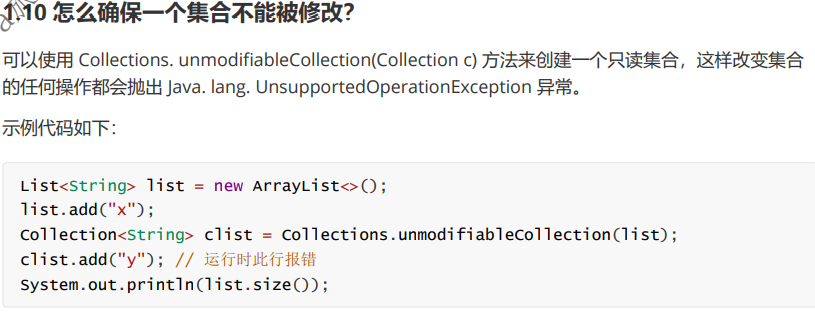 1.10 怎么确保一个集合不能被修改？
可以使用 Collections. unmodifiableCollection(Collection c) 方法来创建一个只读集合，这样改变集合
的任何操作都会抛出 Java. lang. UnsupportedOperationException 异常。
示例代码如下：
List<String> list = new ArrayList<>();
list.add("x");
Collection<String> clist = Collections.unmodifiableCollection(list);
clist.add("y"); // 运行时此行报错
System.out.println(list.size());